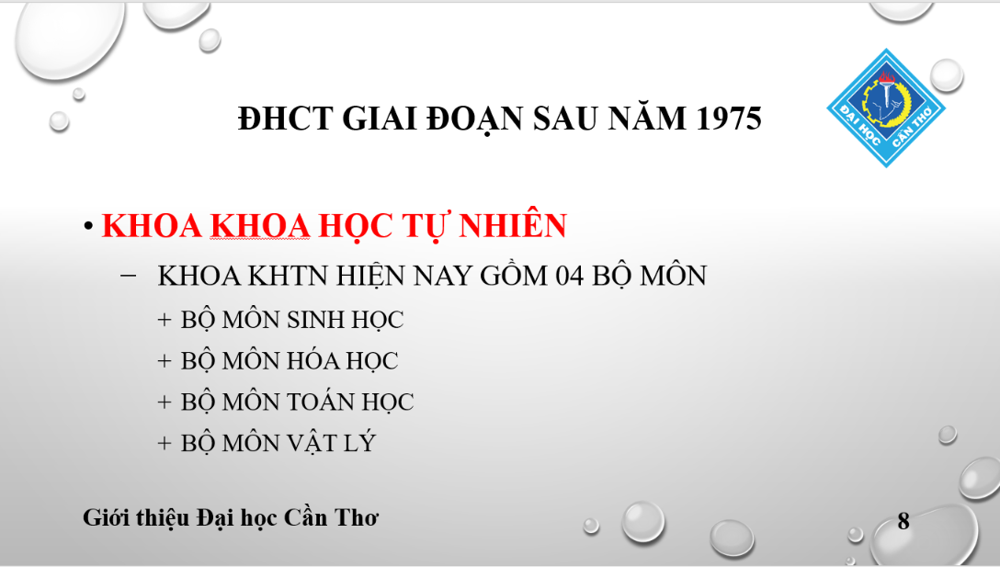 ĐHCT GIAI ĐOẠN SAU NĂM 1975
ĐẠI HỌC CẦN THƠ
• KHOA KHOA HỌC TỰ NHIÊN
– KHOA KHTN HIỆN NAY GỒM 04 BỘ MÔN
+ BỘ MÔN SINH HỌC
+ BỘ MÔN HÓA HỌC
+ BỘ MÔN TOÁN HỌC
+ BỘ MÔN VẬT LÝ
Giới thiệu Đại học Cần Thơ
8